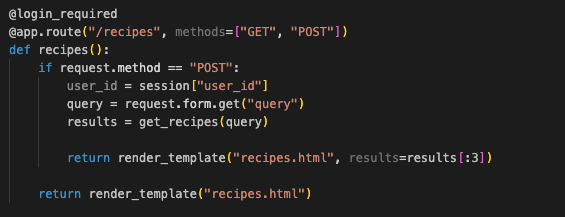 @login_required
@app.route("/recipes", methods=["GET", "POST"])
def recipes():
    if request.method == "POST":
        user_id = session["user_id"]
        query = request.form.get("query")
        results = get_recipes(query)

        return render_template("recipes.html", results=results[:3])

    return render_template("recipes.html")